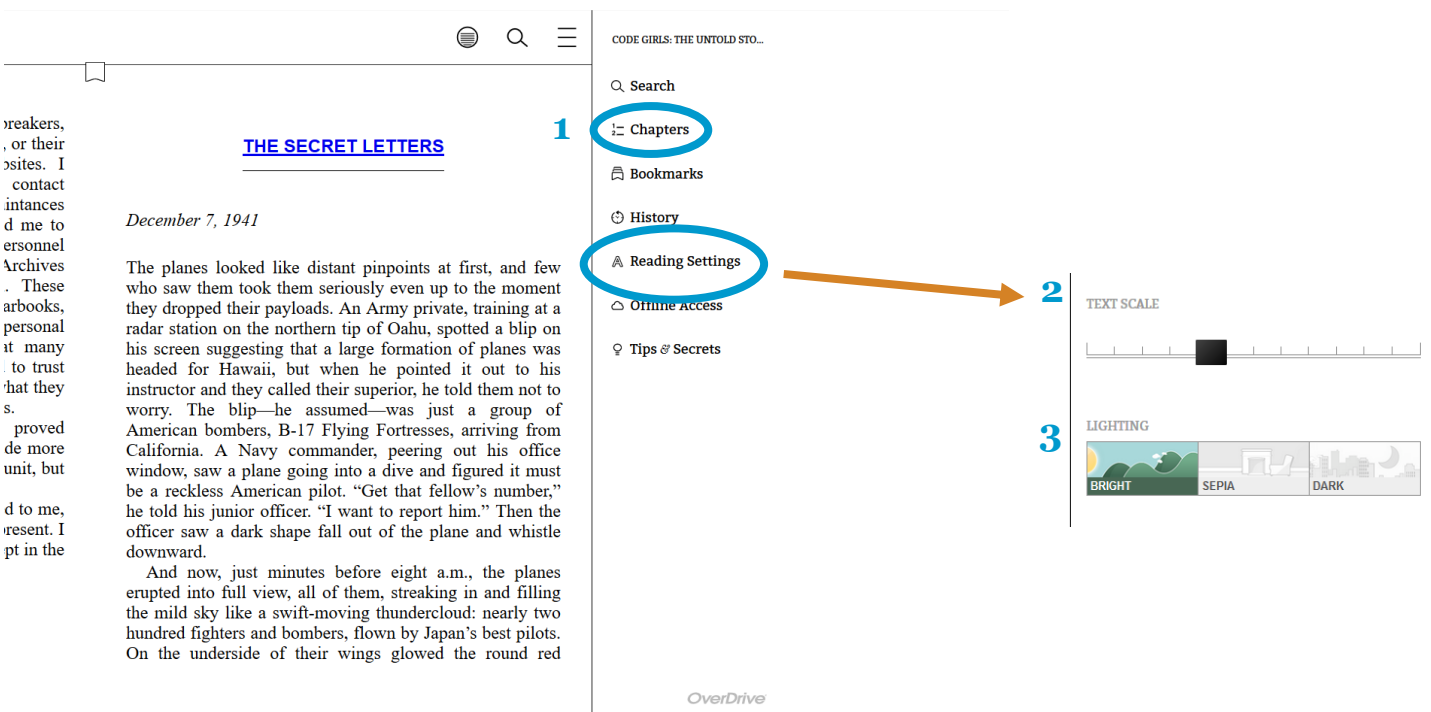 CODE GIRLS: THE UNTOLD STO...
Search
1
Chapters
Bookmarks
History
Reading Settings
Offline Access
Tips & Secrets
OverDrive
breakers,
, or their
bsites. I
contact
intances
d me to
ersonnel
Archives
. These
arbooks,
personal
at many
to trust
hat they
s.
proved
de more
unit, but
d to me,
resent. I
pt in the
THE SECRET LETTERS
December 7, 1941
The planes looked like distant pinpoints at first, and few
who saw them took them seriously even up to the moment
they dropped their payloads. An Army private, training at a
radar station on the northern tip of Oahu, spotted a blip on
his screen suggesting that a large formation of planes was
headed for Hawaii, but when he pointed it out to his
instructor and they called their superior, he told them not to
worry. The blip—he assumed—was just a group of
American bombers, B-17 Flying Fortresses, arriving from
California. A Navy commander, peering out his office
window, saw a plane going into a dive and figured it must
be a reckless American pilot. “Get that fellow’s number,”
he told his junior officer. “I want to report him.” Then the
officer saw a dark shape fall out of the plane and whistle
downward.
And now, just minutes before eight a.m., the planes
erupted into full view, all of them, streaking in and filling
the mild sky like a swift-moving thundercloud: nearly two
hundred fighters and bombers, flown by Japan’s best pilots.
On the underside of their wings glowed the round red
2
TEXT SCALE
3
LIGHTING
BRIGHT
SEPIA
DARK